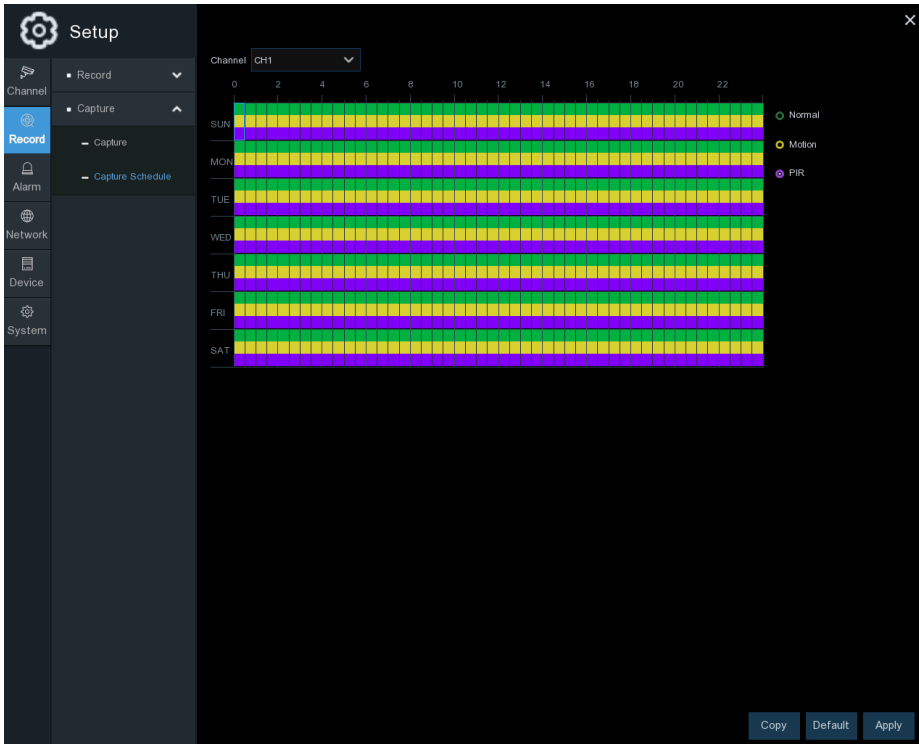 Setup
Channel
Record
Alarm
Network
Device
System
Record
Capture
Capture
Capture Schedule
Channel CH1
0 2 4 6 8 10 12 14 16 18 20 22
SUN
MON
TUE
WED
THU
FRI
SAT
Normal
Motion
PIR
Copy Default Apply